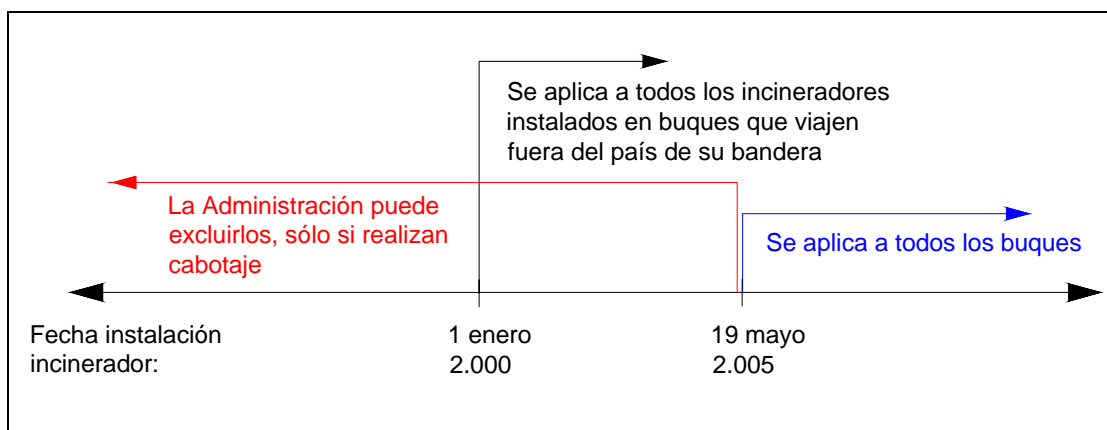 Se aplica a todos los incineradores
instalados en buques que viajen
fuera del país de su bandera
La Administración puede
excluirlos, sólo si realizan
cabotaje
Se aplica a todos los buques
Fecha instalación
incinerador:
1 enero
2.000
19 mayo
2.005